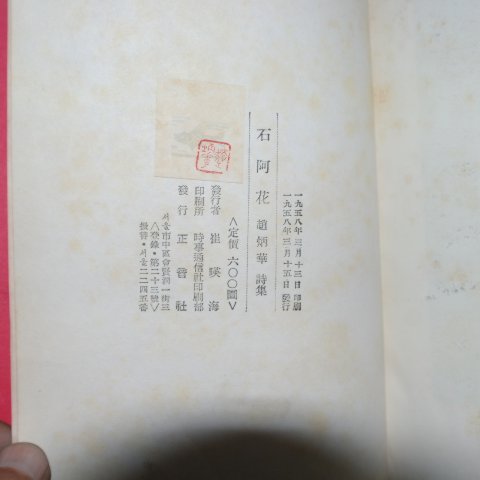 一九五八年 三月 十三日 印刷
一九五八年 三月 十五日 發行
石阿花 趙炳華 詩集
<定價 六〇〇圜>
發行者 崔暎海
印刷所 時事通信社印刷部
發行 正音社
서울市中區會賢洞一街三
<登錄・第二十三號>
振替・서울二二四五番